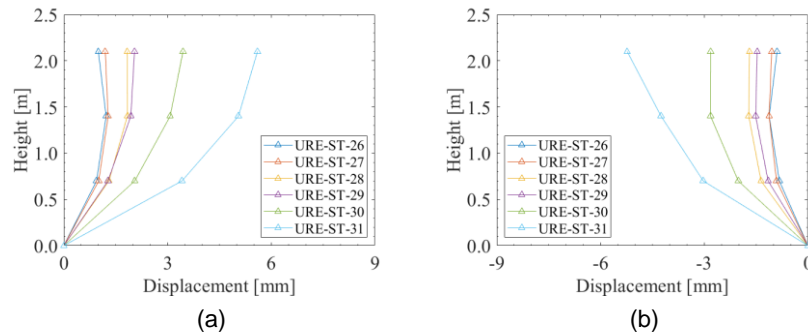 2.5
2.0
1.5
1.0
0.5
0.0
Height [m]
URE-ST-26
URE-ST-27
URE-ST-28
URE-ST-29
URE-ST-30
URE-ST-31
0 3 6 9
Displacement [mm]
(a)
2.5
2.0
1.5
1.0
0.5
0.0
Height [m]
URE-ST-26
URE-ST-27
URE-ST-28
URE-ST-29
URE-ST-30
URE-ST-31
-9 -6 -3 0
Displacement [mm]
(b)